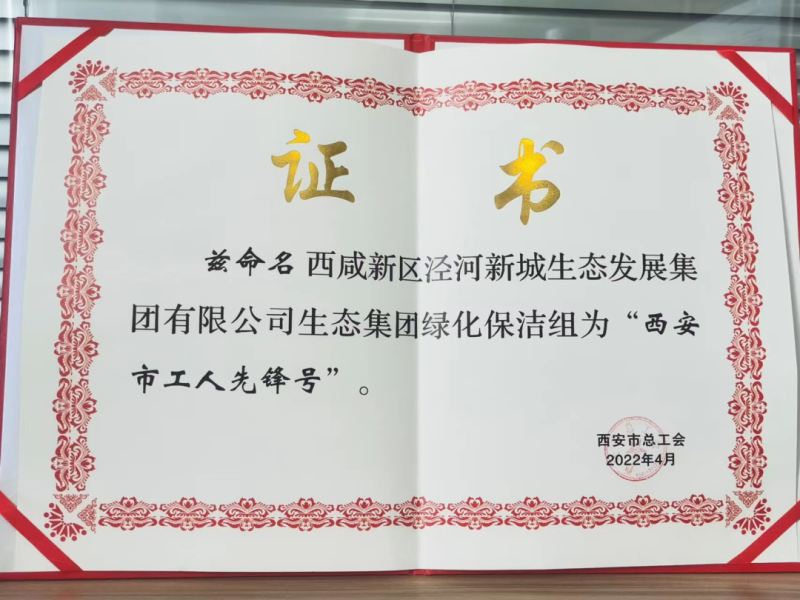 证 书
兹命名 西咸新区泾河新城生态发展集
团有限公司生态集团绿化保洁组为“西安
市工人先锋号”。
西安市总工会
2022年4月